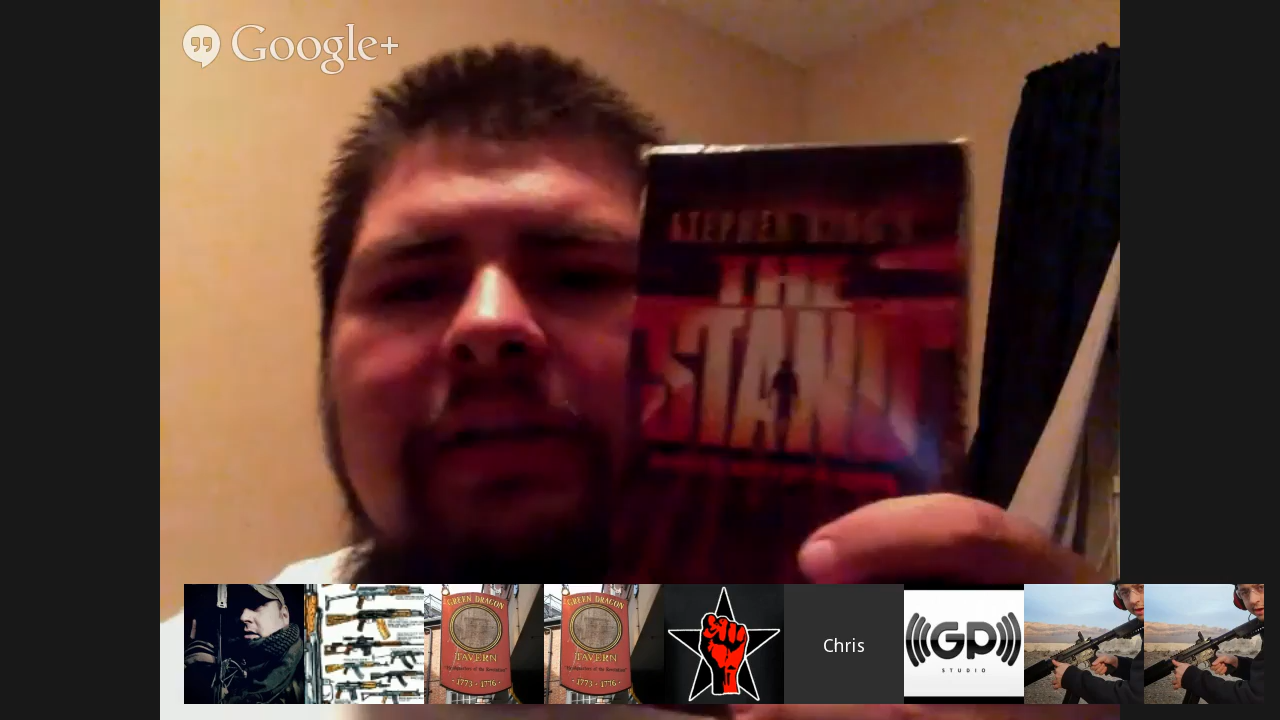 Google+
STEPHEN KING'S
THE
STAND
GREEN DRAGON
TAVERN
1773 • 1776
GREEN DRAGON
TAVERN
1773 • 1776
Chris
GP
STUDIO